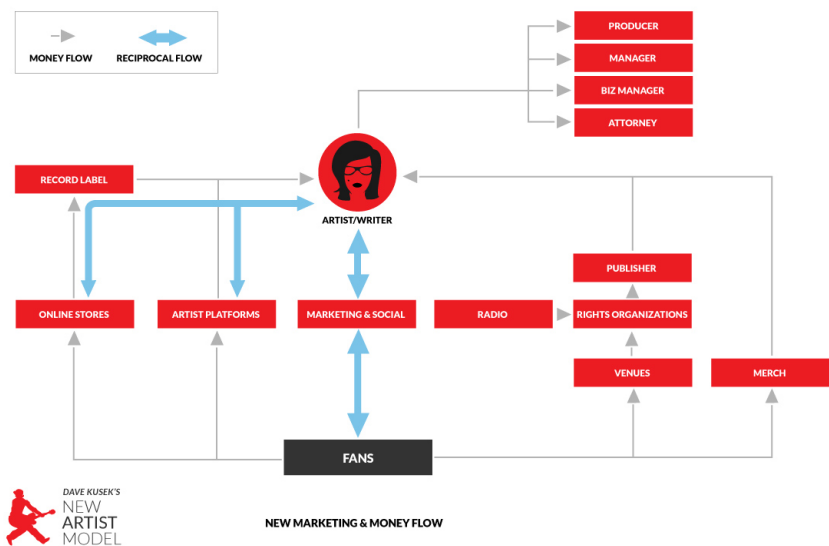 PRODUCER
MANAGER
BIZ MANAGER
ATTORNEY
MONEY FLOW
RECIPROCAL FLOW
RECORD LABEL
ARTIST/WRITER
PUBLISHER
ONLINE STORES
ARTIST PLATFORMS
MARKETING & SOCIAL
RADIO
RIGHTS ORGANIZATIONS
VENUES
MERCH
FANS
DAVE KUSEK'S
NEW
ARTIST
MODEL
NEW MARKETING & MONEY FLOW